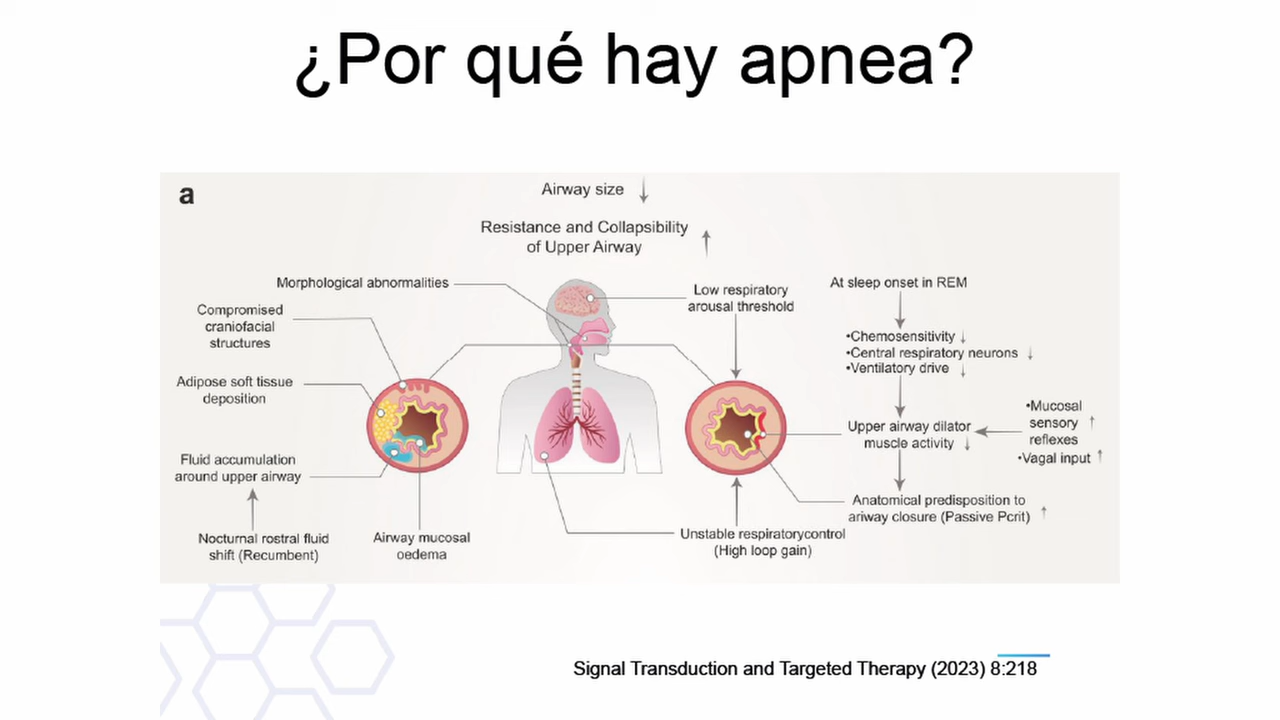 ¿Por qué hay apnea?
a
Airway size ↓
Resistance and Collapsibility
of Upper Airway ↑
Morphological abnormalities
Compromised
craniofacial
structures
Adipose soft tissue
deposition
Fluid accumulation
around upper airway
Nocturnal rostral fluid
shift (Recumbent)
Airway mucosal
oedema
Low respiratory
arousal threshold
Unstable respiratorycontrol
(High loop gain)
At sleep onset in REM
•Chemosensitivity ↓
•Central respiratory neurons ↓
•Ventilatory drive ↓
Upper airway dilator
muscle activity ↓
•Mucosal
sensory ↑
reflexes
•Vagal input ↑
Anatomical predisposition to
ariway closure (Passive Pcrit) ↑
Signal Transduction and Targeted Therapy (2023) 8:218